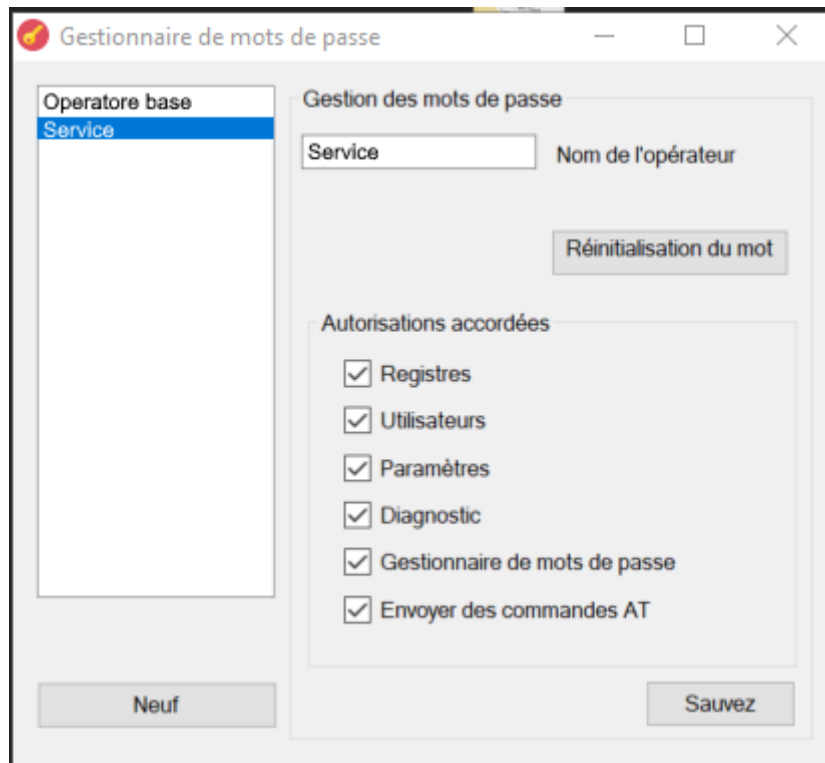 Gestionnaire de mots de passe
Operatore base
Service
Gestion des mots de passe
Service
Nom de l'opérateur
Réinitialisation du mot
Autorisations accordées
Registres
Utilisateurs
Paramètres
Diagnostic
Gestionnaire de mots de passe
Envoyer des commandes AT
Neuf
Sauvez